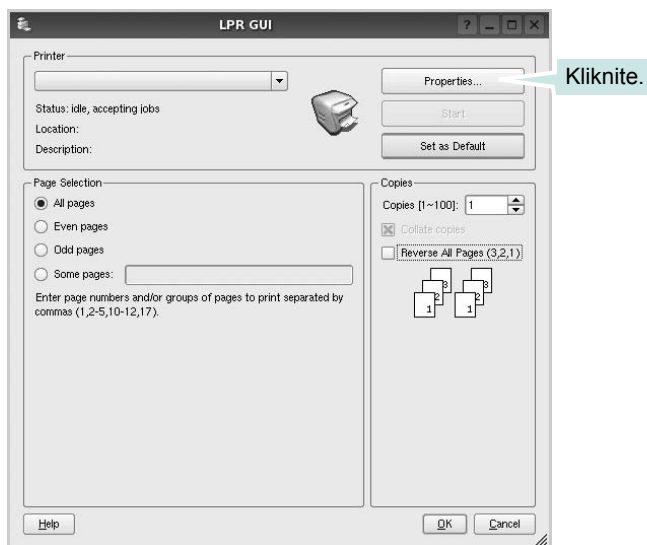 LPR GUI
Printer
Properties...
Kliknite.
Status: idle, accepting jobs
Start
Location:
Description:
Set as Default
Page Selection
All pages
Even pages
Odd pages
Some pages:
Enter page numbers and/or groups of pages to print separated by
commas (1,2-5,10-12,17).
Copies
Copies [1~100]: 1
Collate copies
Reverse All Pages (3,2,1)
3 3
2 2
1 1
Help
OK
Cancel